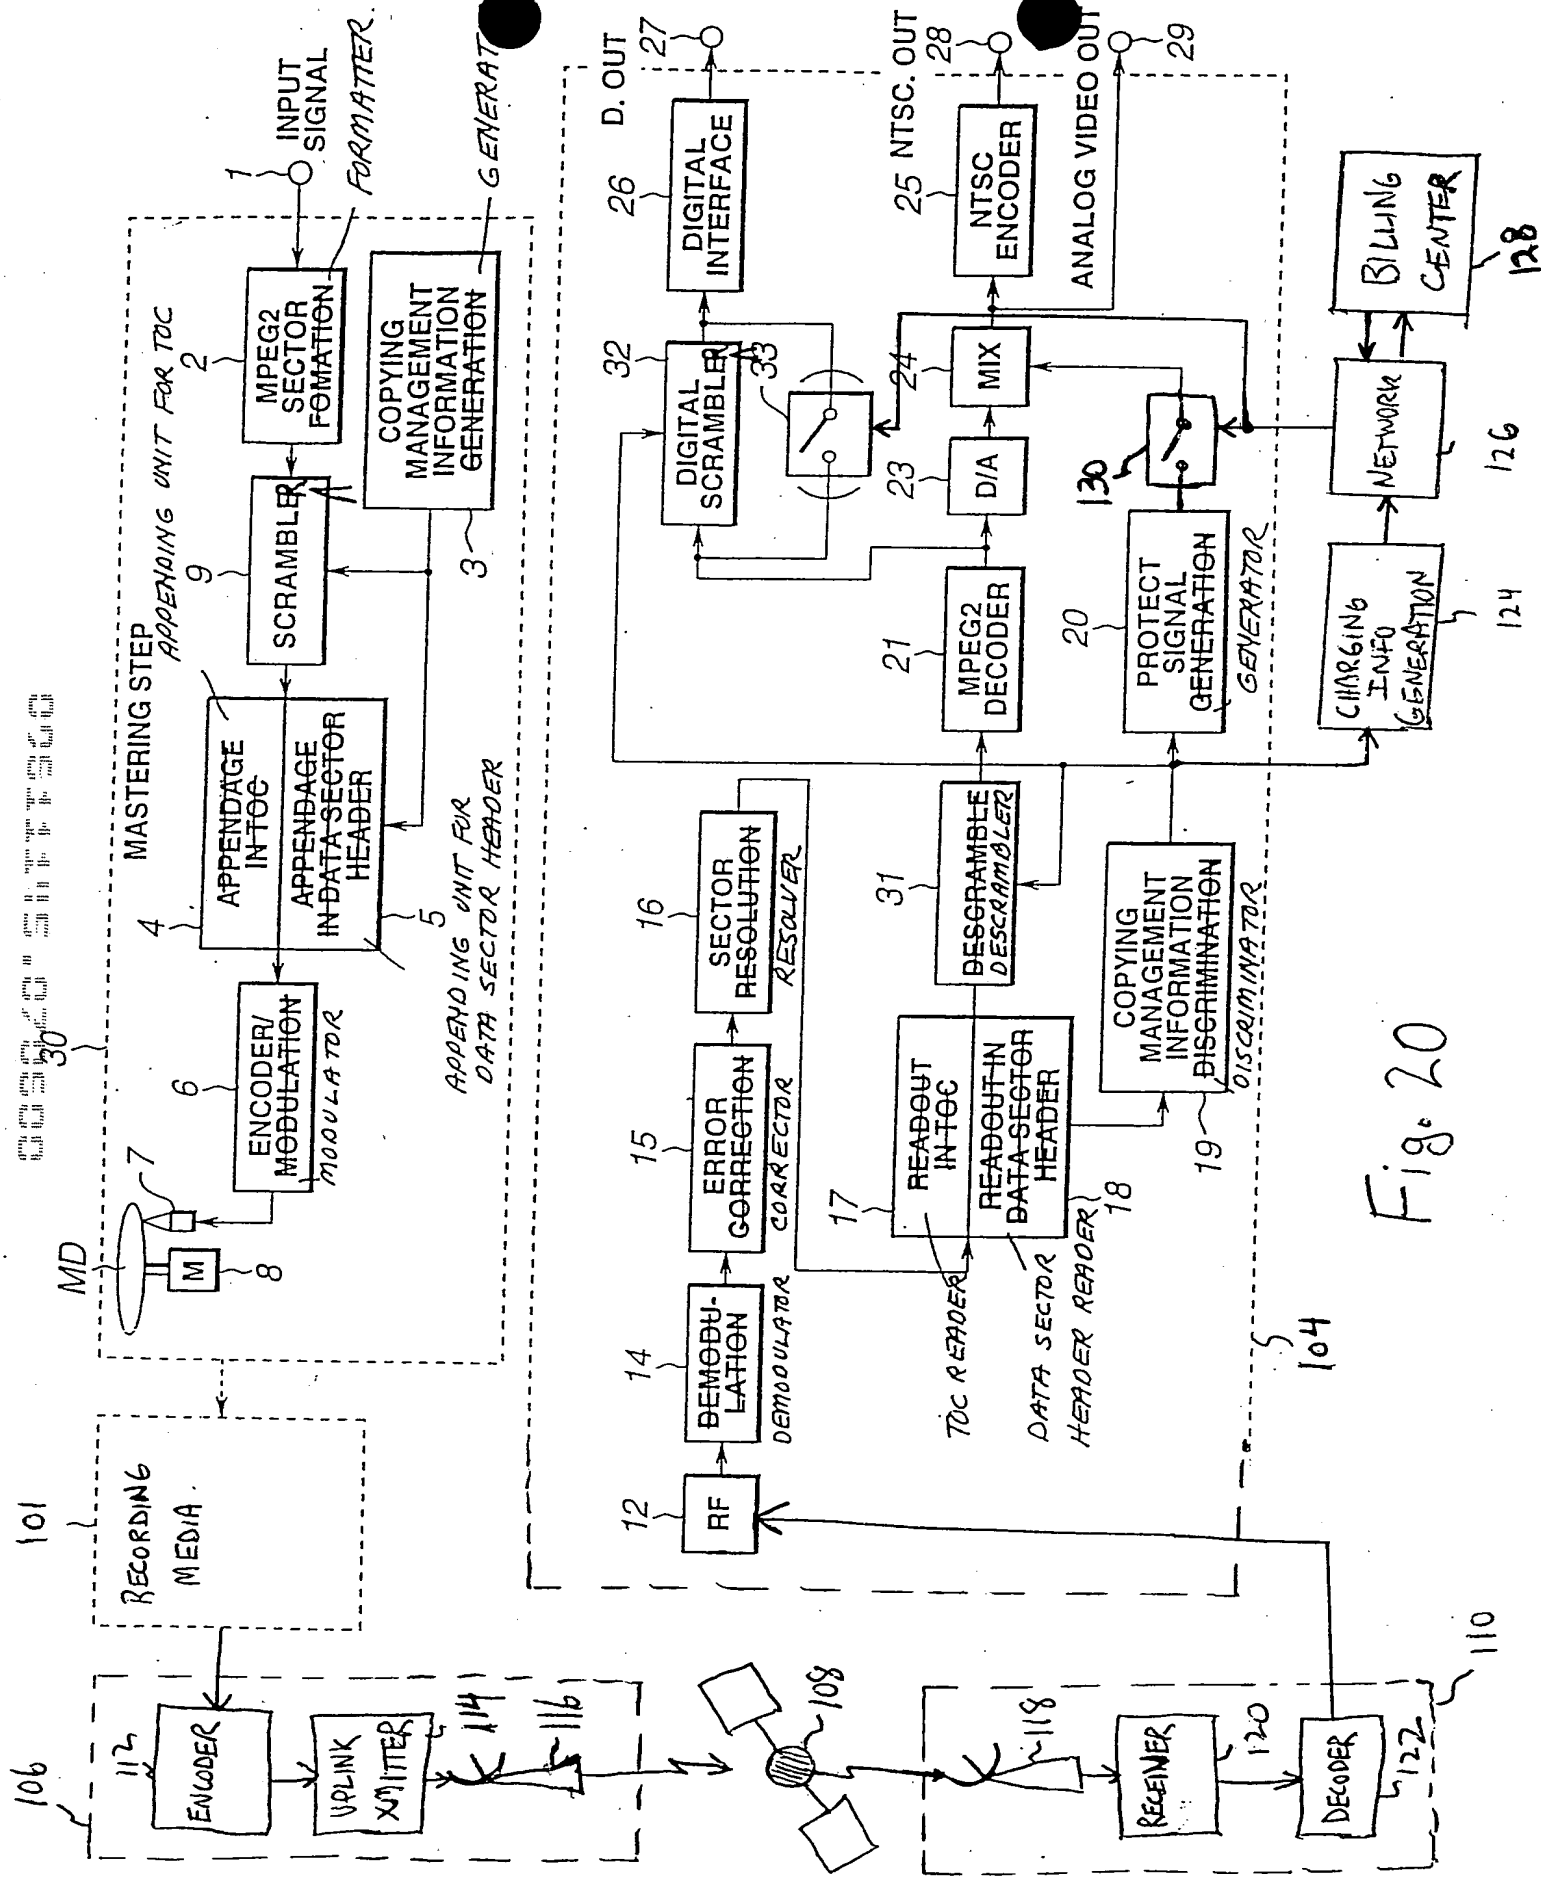 30
MASTERING STEP
APPENDING UNIT FOR TOC
1
INPUT
SIGNAL
FORMATTER.
2
MPEG2
SECTOR
FOMATION
COPYING
MANAGEMENT
INFORMATION
GENERATION
3
GENERAT
9
SCRAMBLER
4
APPENDAGE
IN TOC
APPENDAGE
IN DATA SECTOR
HEADER
5
APPENDING UNIT FOR
DATA SECTOR HEADER
6
ENCODER/
MODULATION
MODULATOR
MD
7
M
8
101
RECORDING
MEDIA.
106
112
ENCODER
UPLINK
XMITTER
114
116
108
118
RECEIVER
120
DECODER
122
110
12
RF
14
DEMODU-
LATION
DEMODULATOR
15
ERROR
CORRECTION
CORRECTOR
16
SECTOR
RESOLUTION
RESOLVER
17
READOUT
IN TOC
READOUT IN
DATA SECTOR
HEADER
18
TOC READER
DATA SECTOR
HEADER READER
19
COPYING
MANAGEMENT
INFORMATION
DISCRIMINATION
DISCRIMINATOR
31
DESCRAMBLE
DESCRAMBLER
21
MPEG2
DECODER
20
PROTECT
SIGNAL
GENERATION
GENERATOR
32
DIGITAL
SCRAMBLER
33
23
D/A
24
MIX
130
26
DIGITAL
INTERFACE
D. OUT
27
25
NTSC
ENCODER
NTSC. OUT
28
ANALOG VIDEO OUT
29
104
CHARGING
INFO
GENERATION
124
NETWORK
126
BILLING
CENTER
128
Fig. 20